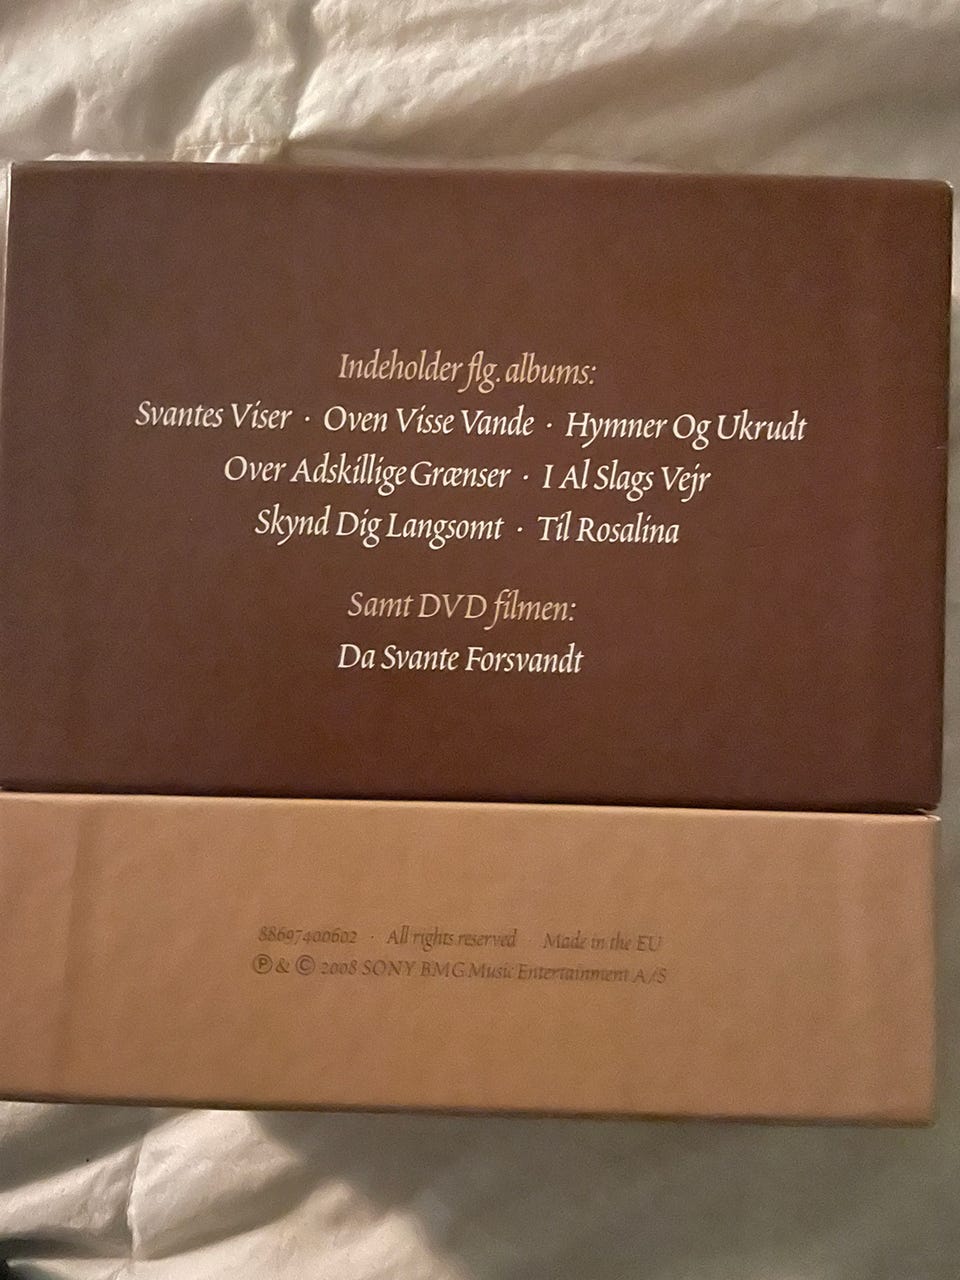 Indeholder flg. albums:
Svantes Viser · Oven Visse Vande · Hymner Og Ukrudt
Over Adskillige Grænser · I Al Slags Vejr
Skynd Dig Langsomt · Til Rosalina
Samt DVD filmen:
Da Svante Forsvandt
88697400602 · All rights reserved · Made in the EU
Ⓟ & © 2008 SONY BMG Music Entertainment A/S